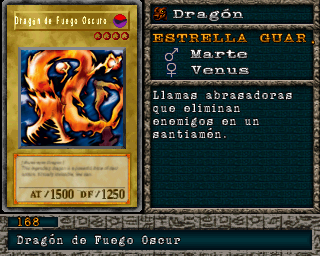 Dragón de Fuego Oscuro
AT/1500 DF/1250
Dragón
ESTRELLA GUAR.
Marte
Venus
Llamas abrasadoras
que eliminan
enemigos en un
santiamén.
168
Dragón de Fuego Oscur